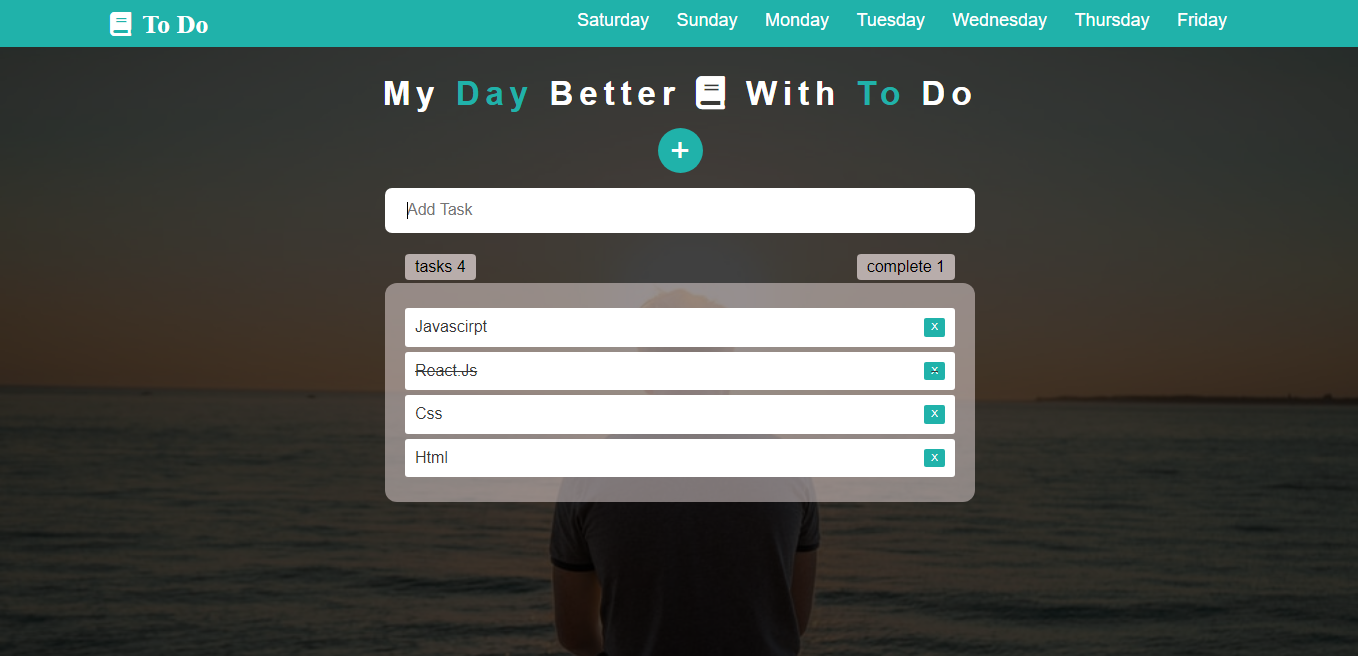 To Do
Saturday Sunday Monday Tuesday Wednesday Thursday Friday
My Day Better With To Do
+
Add Task
tasks 4 complete 1
Javascirpt X
React.Js X
Css X
Html X